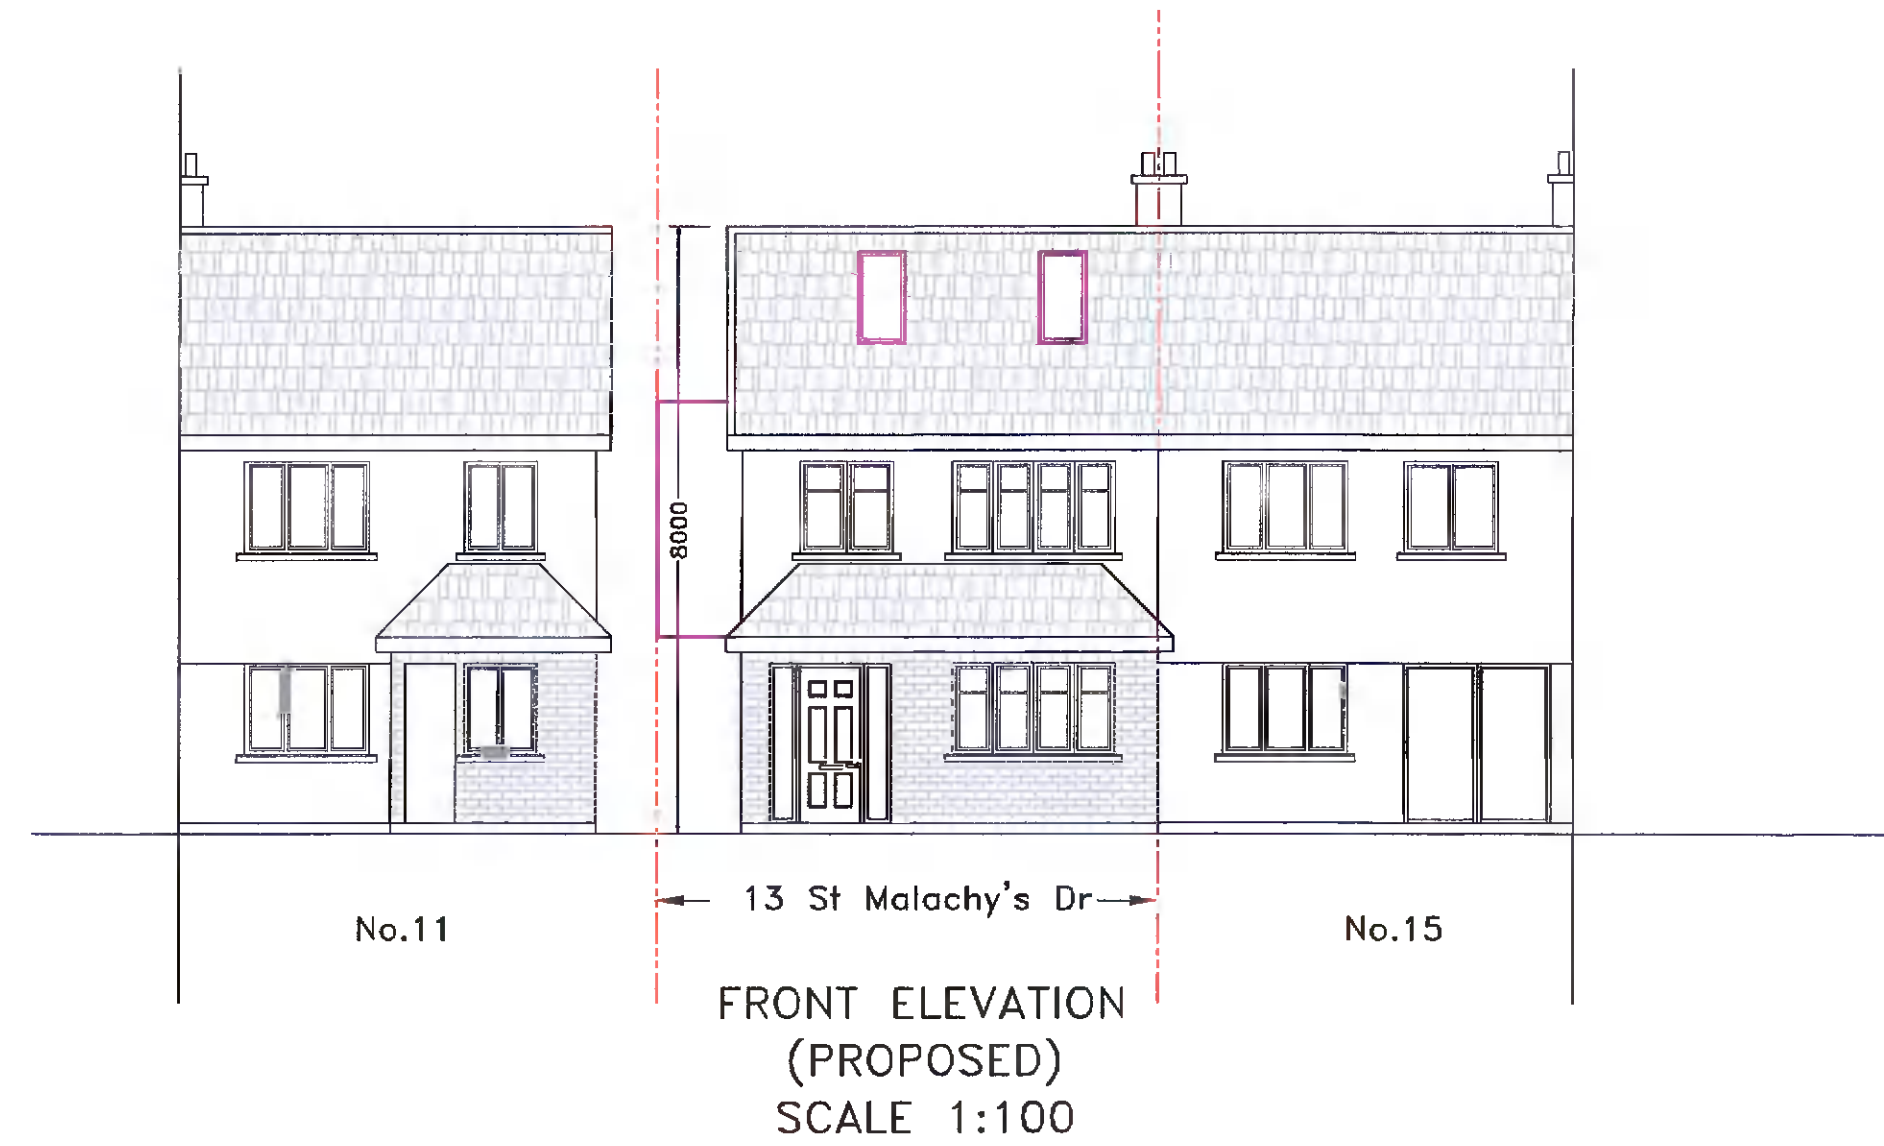 8000
13 St Malachy's Dr
No.11
No.15
FRONT ELEVATION
(PROPOSED)
SCALE 1:100